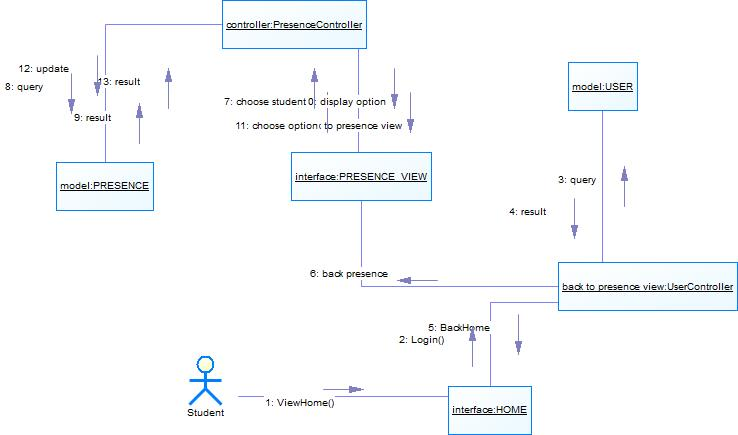 controller:PresenceController
12: update
13: result
8: query
9: result
7: choose student
0: display option
11: choose option
to presence view
model:USER
model:PRESENCE
interface:PRESENCE_VIEW
3: query
4: result
6: back presence
back to presence view:UserController
5: BackHome
2: Login()
1: ViewHome()
interface:HOME
Student